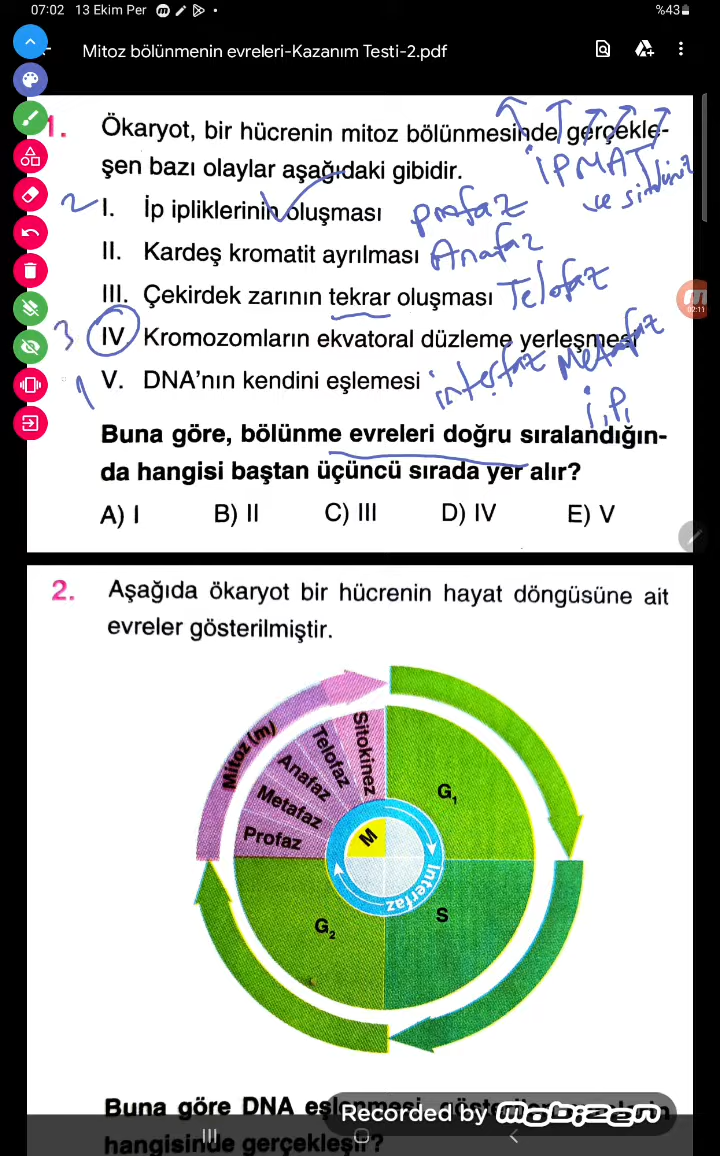 07:02 13 Ekim Per
%43
Mitoz bölünmenin evreleri-Kazanım Testi-2.pdf
1. Ökaryot, bir hücrenin mitoz bölünmesinde gerçekle-
şen bazı olaylar aşağıdaki gibidir.
İPMAT
ve
2 I. İp ipliklerinin oluşması profaz
II. Kardeş kromatit ayrılması Anafaz
III. Çekirdek zarının tekrar oluşması Telofaz
02:11
3 IV. Kromozomların ekvatoral düzleme yerleşmesi Metafaz
1 V. DNA'nın kendini eşlemesi interfaz
i, P,
Buna göre, bölünme evreleri doğru sıralandığın-
da hangisi baştan üçüncü sırada yer alır?
A) I B) II C) III D) IV E) V
2. Aşağıda ökaryot bir hücrenin hayat döngüsüne ait
evreler gösterilmiştir.
Mitoz (m)
Sitokinez
Telofaz
Anafaz
Metafaz
Profaz
G1
M
İnterfaz
S
G2
Buna göre DNA eşlenmesi, gösterilen
Recorded by mobizen
hangisinde gerçekleşir?